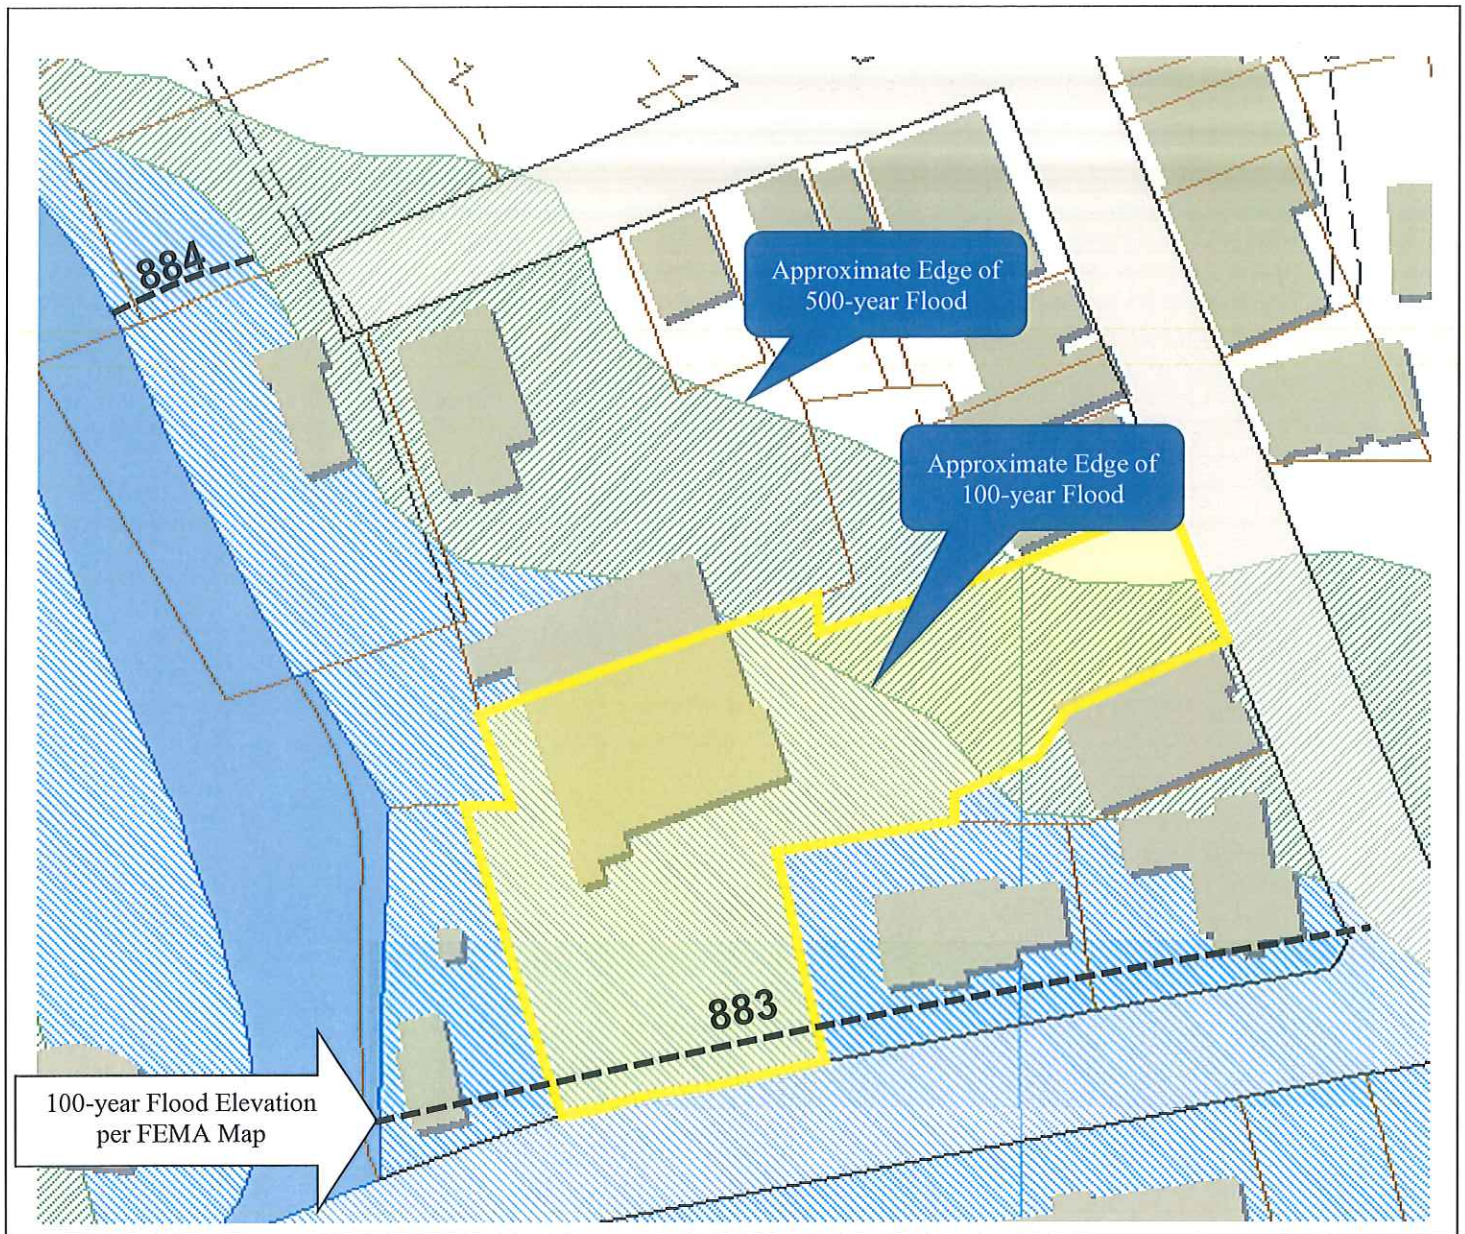 884
Approximate Edge of
500-year Flood
Approximate Edge of
100-year Flood
883
100-year Flood Elevation
per FEMA Map